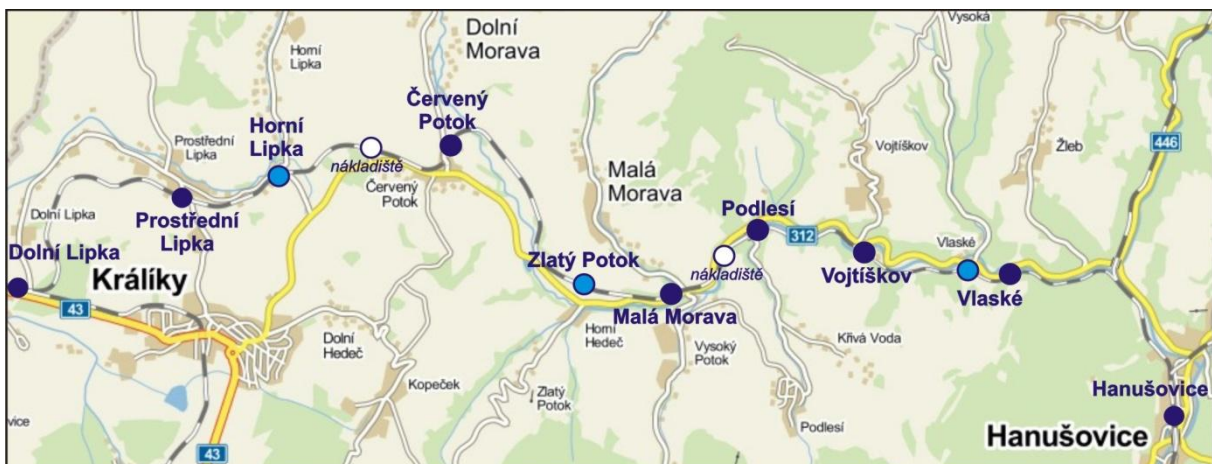 Dolní
Morava
Vysoká
Horní
Lipka
Červený
Potok
Prostřední
Lipka
Horní
Lipka
nákladiště
Vojtíškov
Žleb
446
Malá
Morava
Červený
Potok
Dolní Lipka
Prostřední
Lipka
Podlesí
312
Vlaské
Dolní Lipka
Králíky
Zlatý Potok
nákladiště
Vojtíškov
Vlaské
43
Malá Morava
Dolní
Hedeč
Horní
Hedeč
Vysoký
Potok
Křivá Voda
Kopeček
Zlatý
Potok
Hanušovice
vice
Podlesí
Hanušovice
43